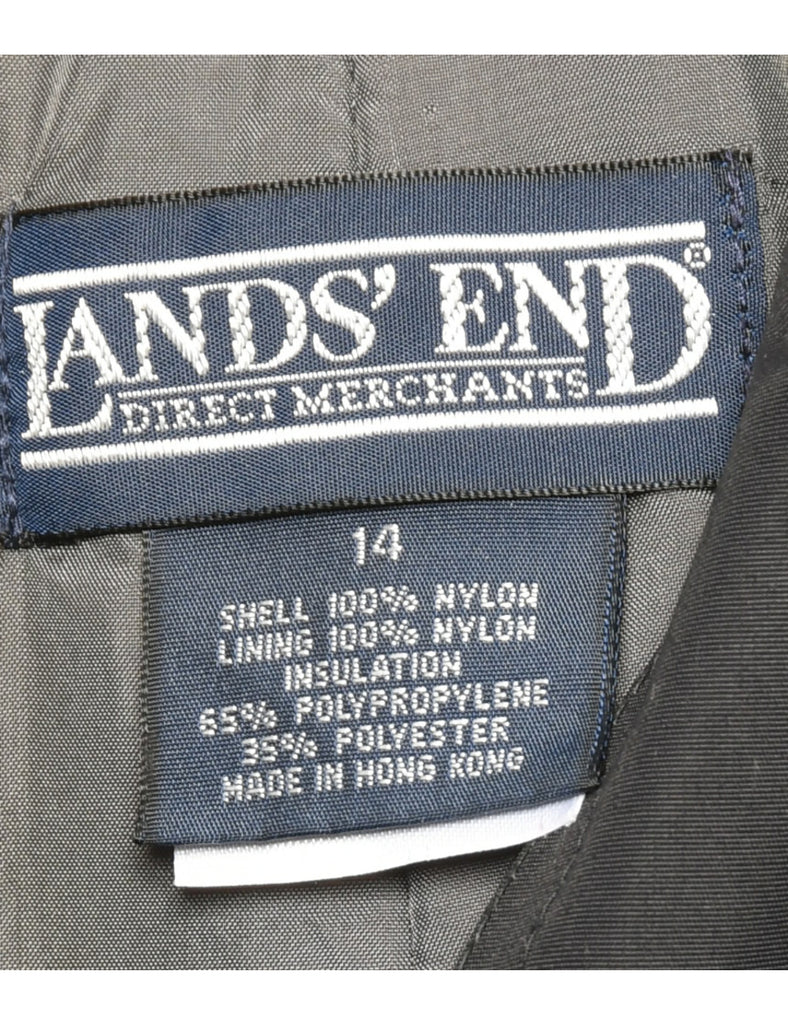 LANDS' END®
DIRECT MERCHANTS
14
SHELL 100% NYLON
LINING 100% NYLON
INSULATION
65% POLYPROPYLENE
35% POLYESTER
MADE IN HONG KONG